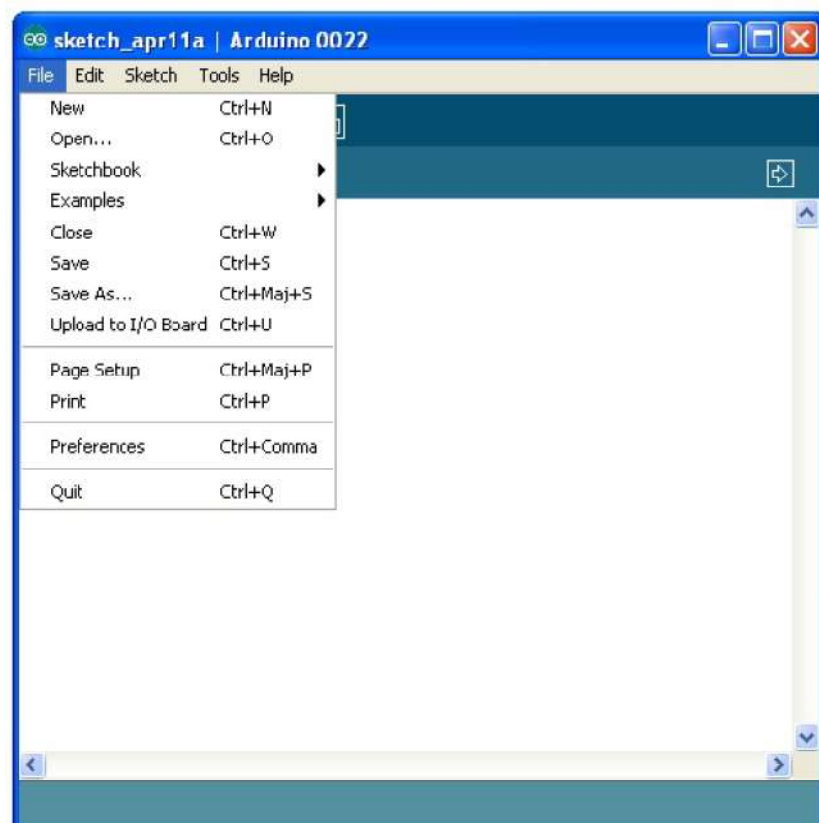 sketch_apr11a | Arduino 0022
File Edit Sketch Tools Help
New Ctrl+N
Open... Ctrl+O
Sketchbook
Examples
Close Ctrl+W
Save Ctrl+S
Save As... Ctrl+Maj+S
Upload to I/O Board Ctrl+U
Page Setup Ctrl+Maj+P
Print Ctrl+P
Preferences Ctrl+Comma
Quit Ctrl+Q